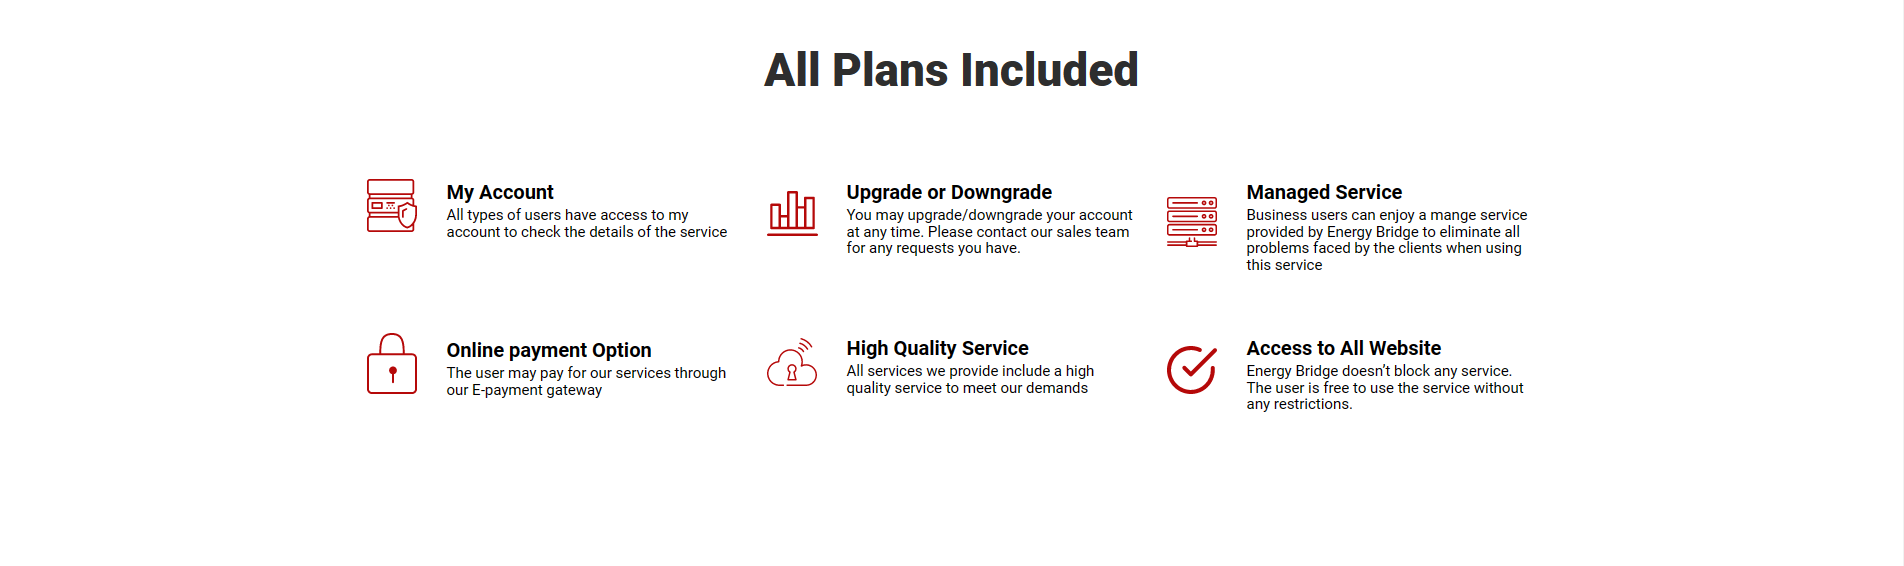 All Plans Included
My Account
All types of users have access to my
account to check the details of the service
Upgrade or Downgrade
You may upgrade/downgrade your account
at any time. Please contact our sales team
for any requests you have.
Managed Service
Business users can enjoy a mange service
provided by Energy Bridge to eliminate all
problems faced by the clients when using
this service
Online payment Option
The user may pay for our services through
our E-payment gateway
High Quality Service
All services we provide include a high
quality service to meet our demands
Access to All Website
Energy Bridge doesn’t block any service.
The user is free to use the service without
any restrictions.